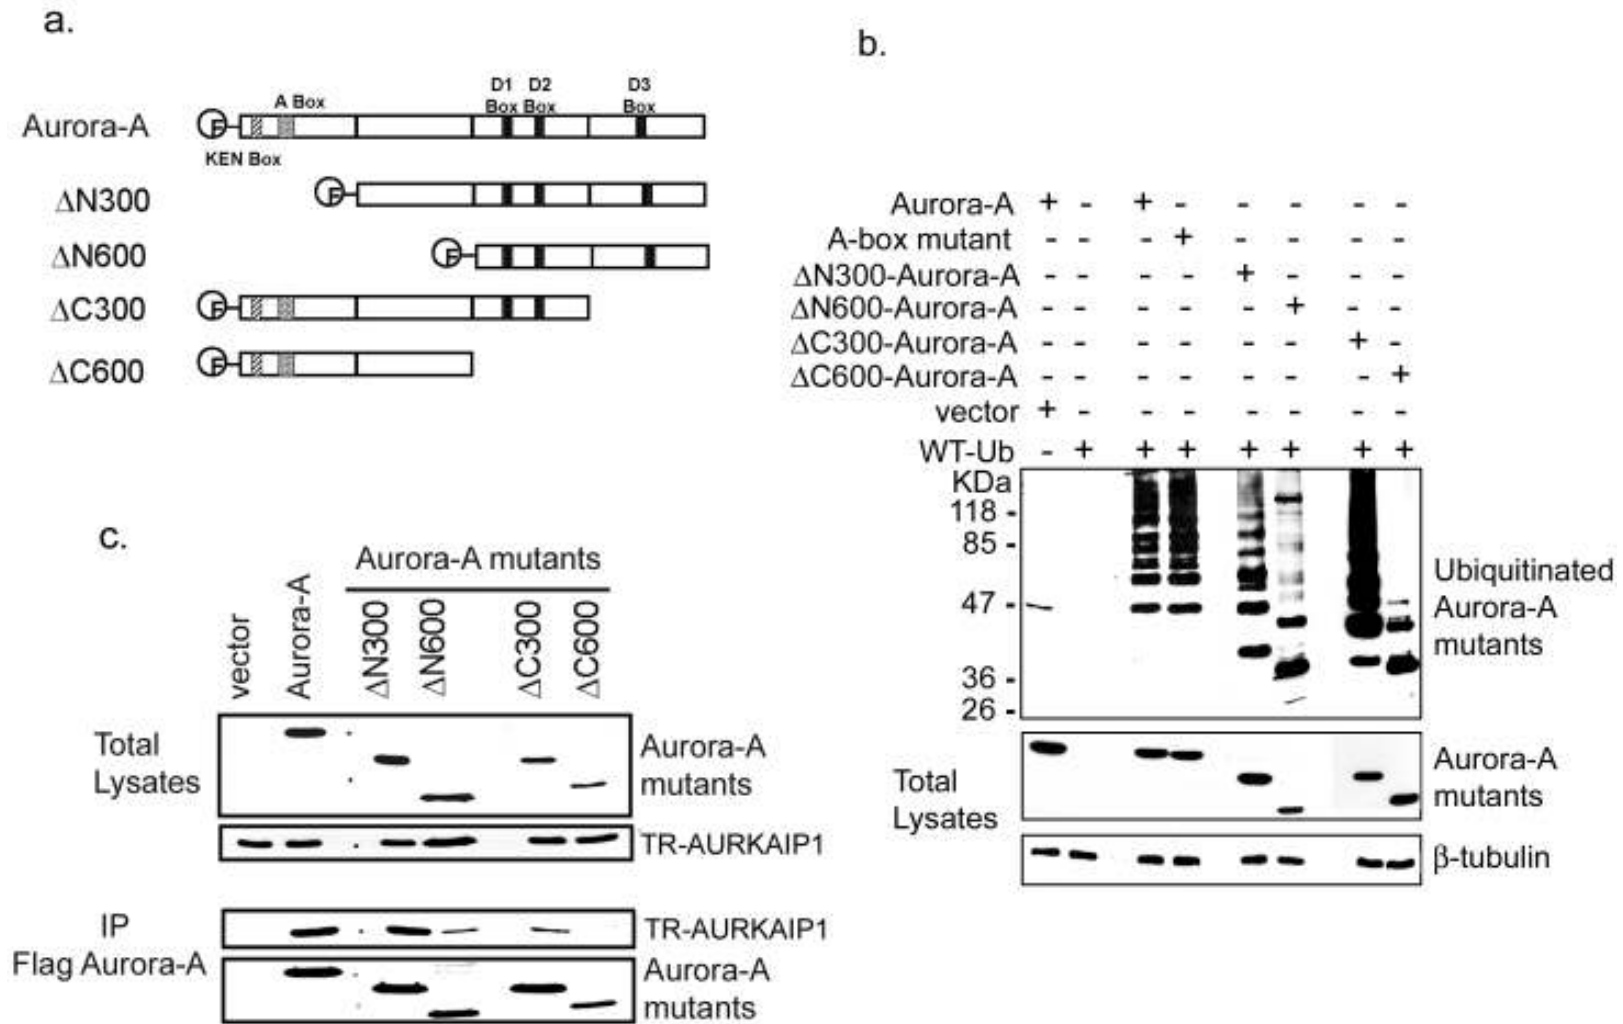 a.
A Box
D1 Box
D2 Box
D3 Box
Aurora-A F
KEN Box
ΔN300 F
ΔN600 F
ΔC300 F
ΔC600 F
b.
Aurora-A + - + - - - - -
A-box mutant - - - + - - - -
ΔN300-Aurora-A - - - - + - - -
ΔN600-Aurora-A - - - - - + - -
ΔC300-Aurora-A - - - - - - + -
ΔC600-Aurora-A - - - - - - - +
vector + - - - - - - -
WT-Ub - + + + + + + +
KDa
118 -
85 -
47 -
36 -
26 -
Ubiquitinated
Aurora-A
mutants
Total
Lysates
Aurora-A
mutants
β-tubulin
c.
Aurora-A mutants
vector
Aurora-A
ΔN300
ΔN600
ΔC300
ΔC600
Total
Lysates
Aurora-A
mutants
TR-AURKAIP1
IP
Flag Aurora-A
TR-AURKAIP1
Aurora-A
mutants